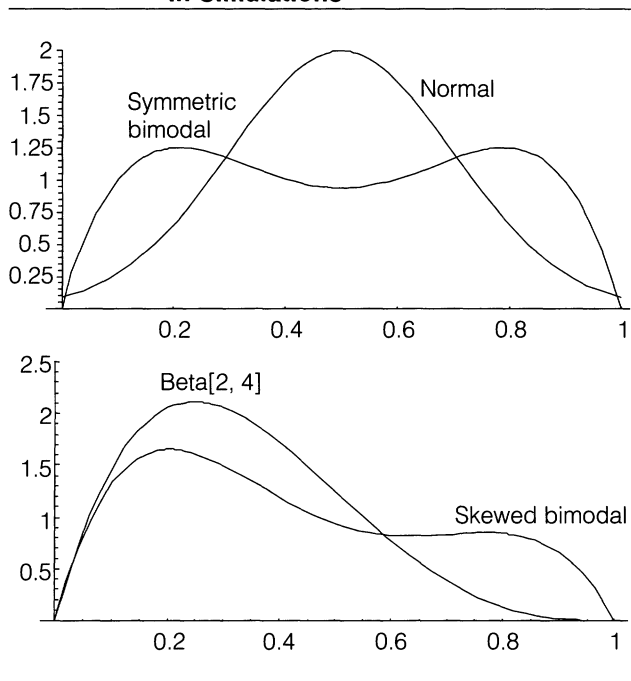 in Simulations
2
1.75
1.5
1.25
1
0.75
0.5
0.25
Symmetric
bimodal
Normal
0.2 0.4 0.6 0.8 1
2.5
2
1.5
1
0.5
Beta[2, 4]
Skewed bimodal
0.2 0.4 0.6 0.8 1